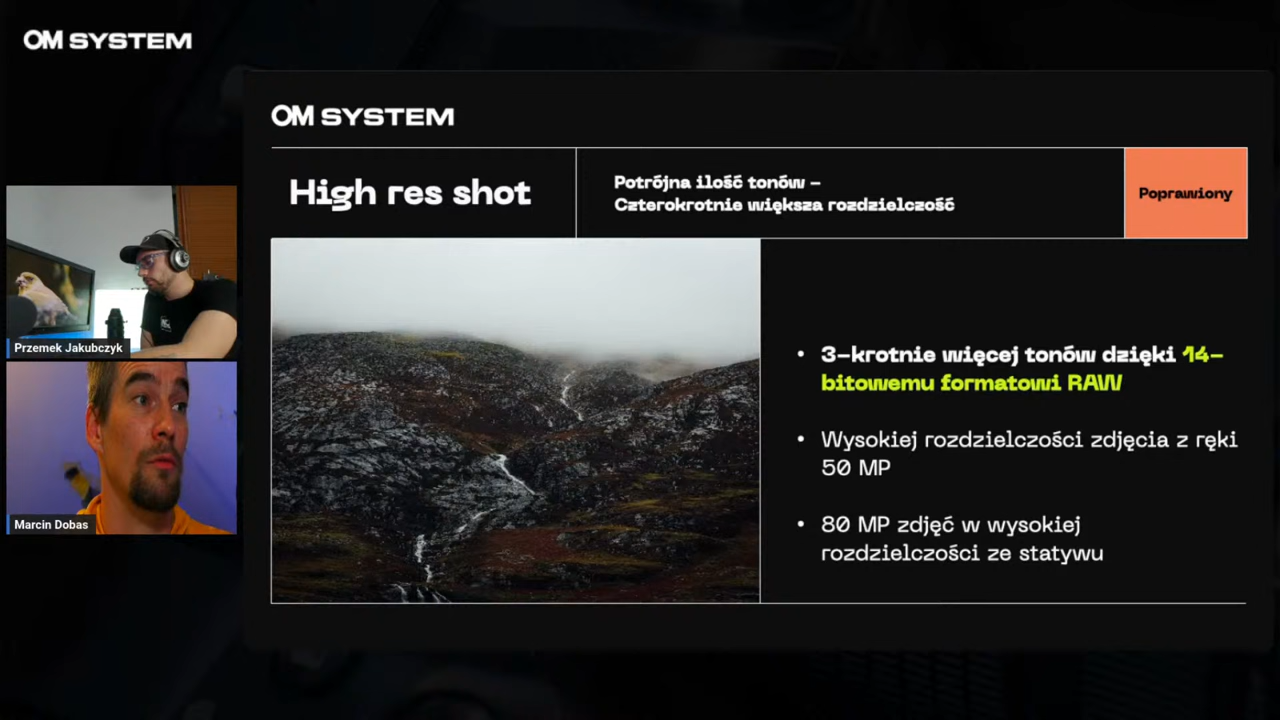 OM SYSTEM
OM SYSTEM
High res shot
Potrójna ilość tonów –
Czterokrotnie większa rozdzielczość
Poprawiony
Przemek Jakubczyk
Marcin Dobas
• 3-krotnie więcej tonów dzięki 14-
bitowemu formatowi RAW
• Wysokiej rozdzielczości zdjęcia z ręki
50 MP
• 80 MP zdjęć w wysokiej
rozdzielczości ze statywu